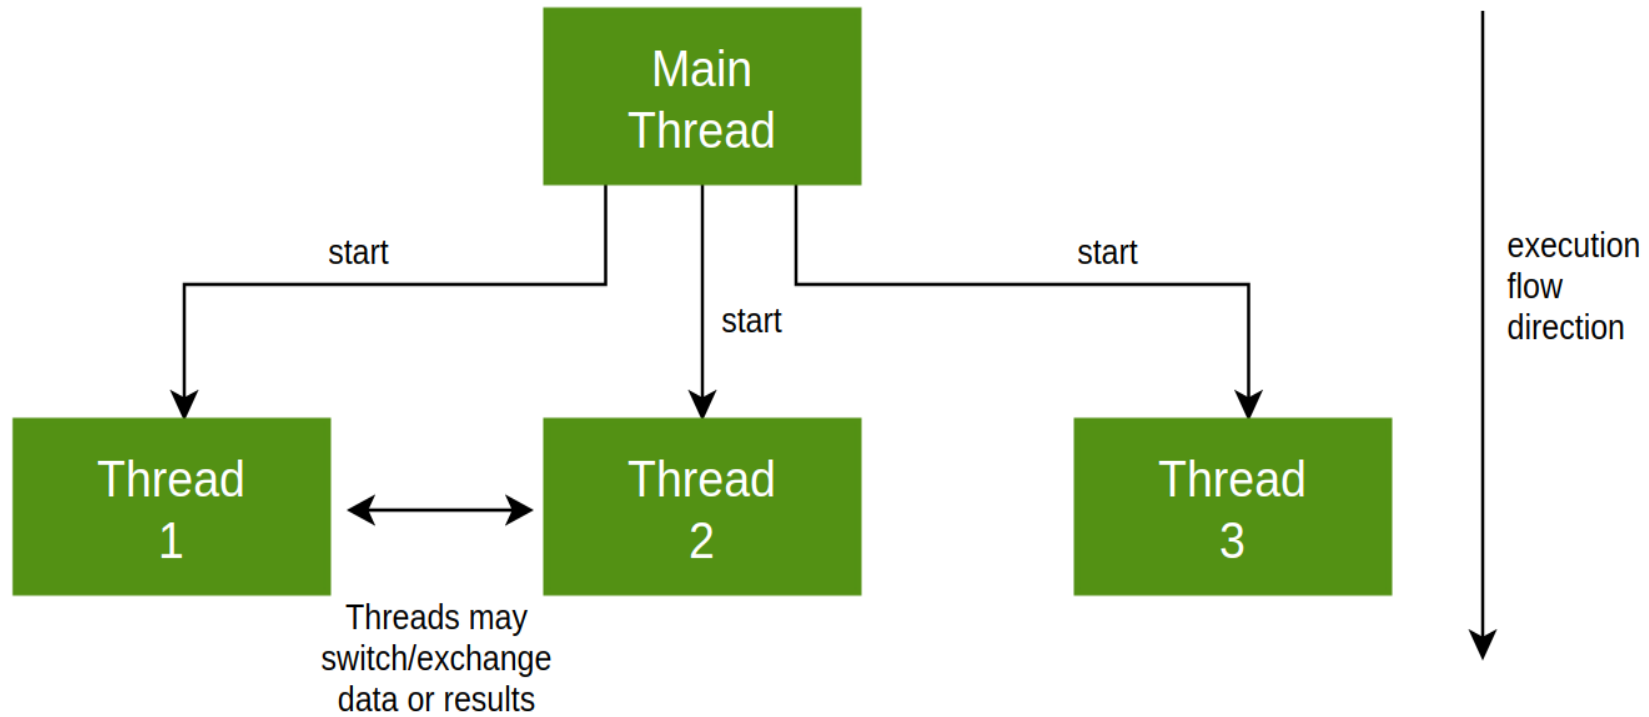 Main
Thread
start
start
start
execution
flow
direction
Thread
1
Thread
2
Thread
3
Threads may
switch/exchange
data or results